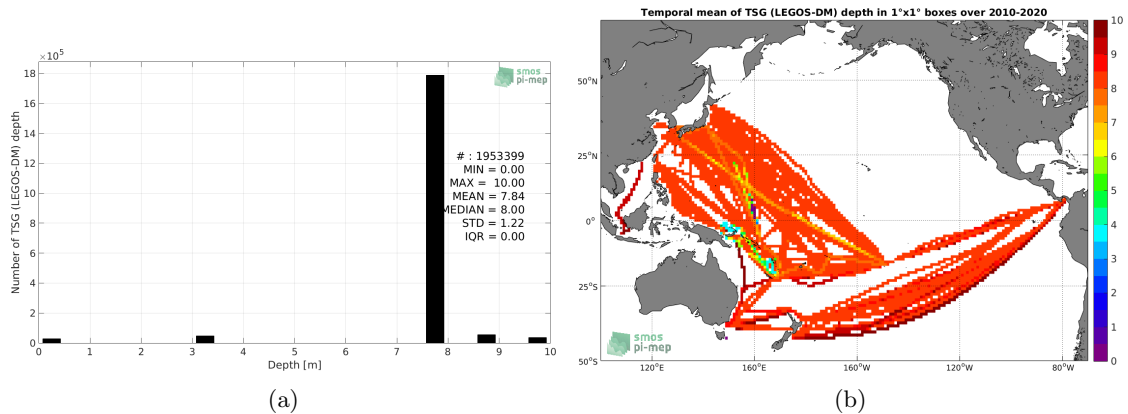 ×10⁵
18
16
14
12
10
8
6
4
2
0
Number of TSG (LEGOS-DM) depth
smos
pi-mep
# : 1953399
MIN = 0.00
MAX = 10.00
MEAN = 7.84
MEDIAN = 8.00
STD = 1.22
IQR = 0.00
0 1 2 3 4 5 6 7 8 9 10
Depth [m]
(a)
Temporal mean of TSG (LEGOS-DM) depth in 1°x1° boxes over 2010-2020
50°N
25°N
0°
25°S
50°S
120°E 160°E 160°W 120°W 80°W
smos
pi-mep
10
9
8
7
6
5
4
3
2
1
0
(b)